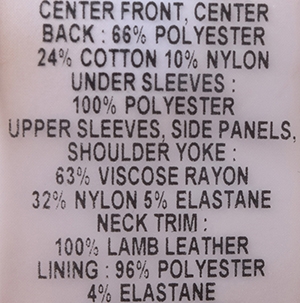 CENTER FRONT, CENTER
BACK : 66% POLYESTER
24% COTTON 10% NYLON
UNDER SLEEVES :
100% POLYESTER
UPPER SLEEVES, SIDE PANELS,
SHOULDER YOKE :
63% VISCOSE RAYON
32% NYLON 5% ELASTANE
NECK TRIM :
100% LAMB LEATHER
LINING : 96% POLYESTER
4% ELASTANE